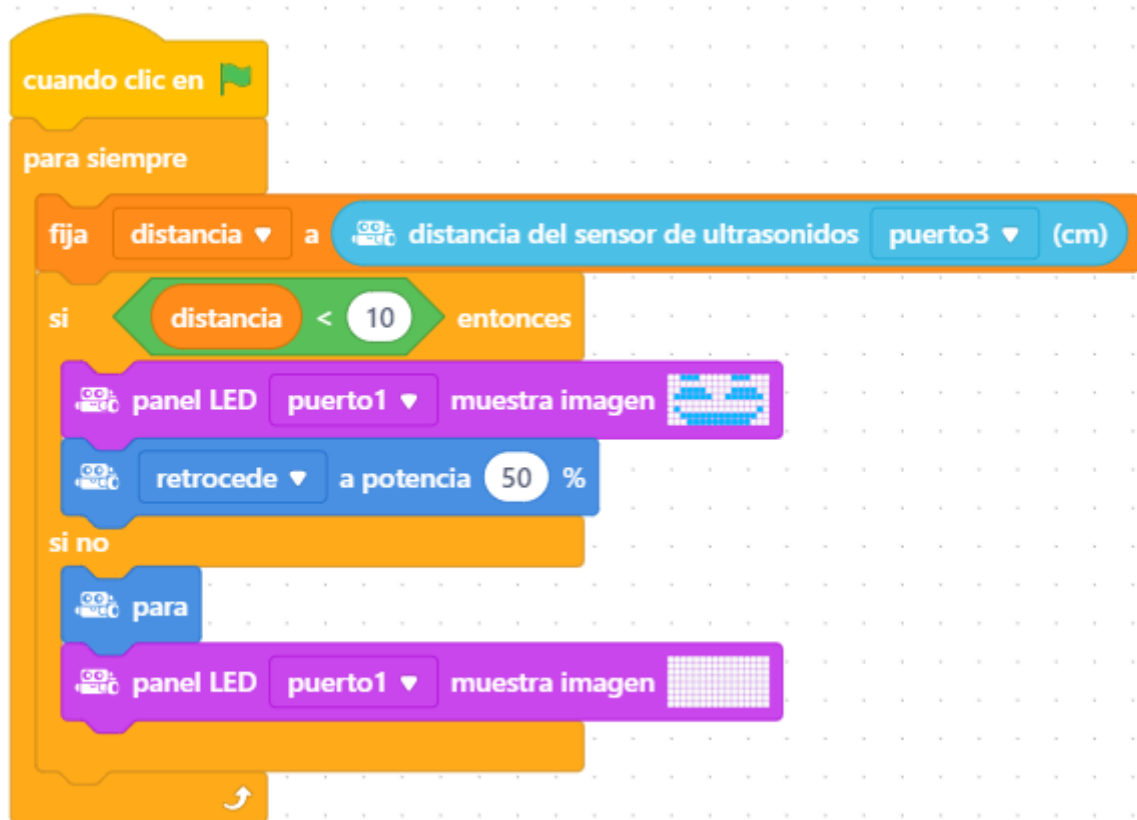 cuando clic en
para siempre
fija distancia a distancia del sensor de ultrasonidos puerto3 (cm)
si distancia < 10 entonces
panel LED puerto1 muestra imagen
retrocede a potencia 50 %
si no
para
panel LED puerto1 muestra imagen